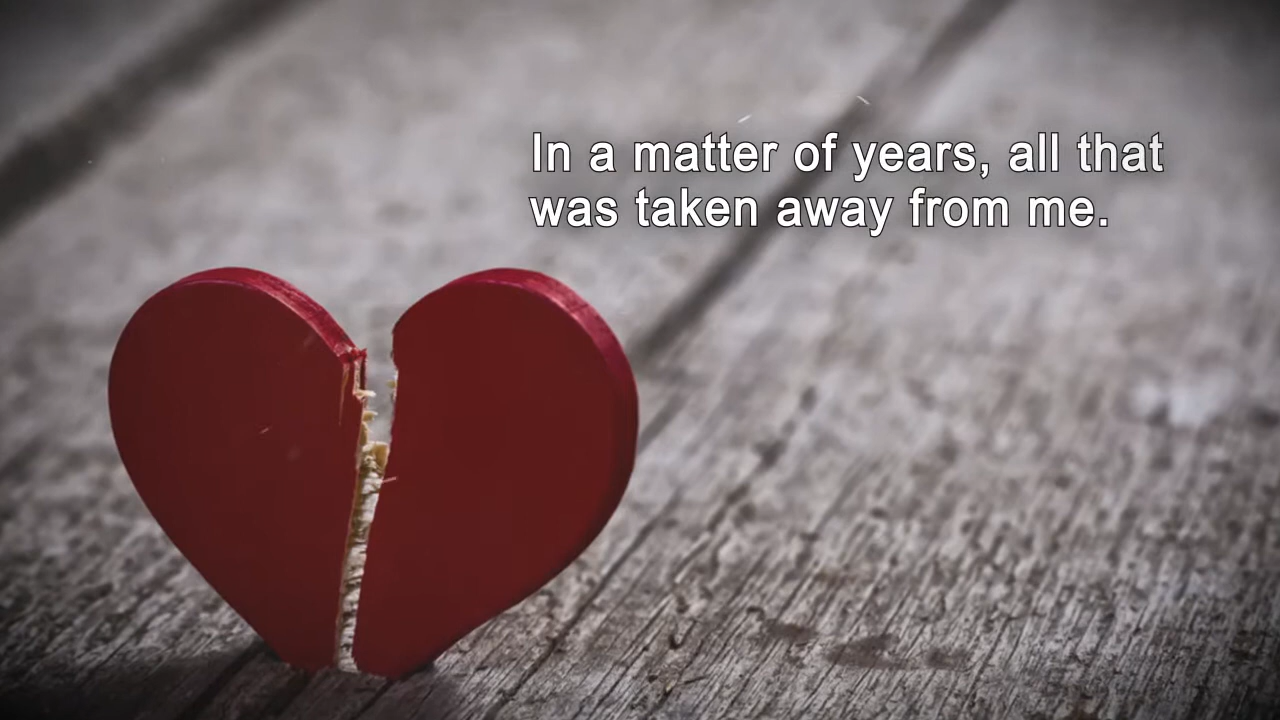 In a matter of years, all that
was taken away from me.